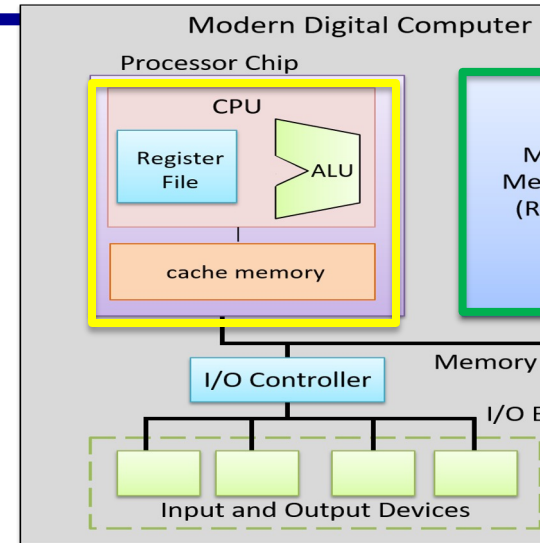 Modern Digital Computer
Processor Chip
CPU
Register
File
ALU
cache memory
I/O Controller
Memory
I/O
Input and Output Devices